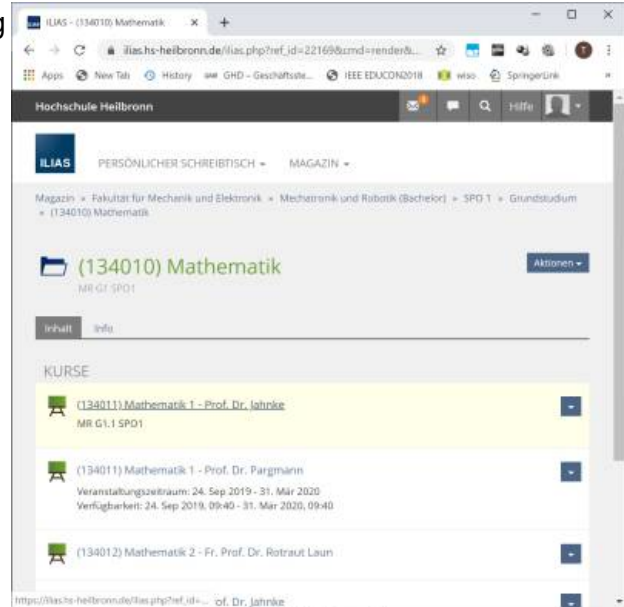 g
ILIAS - (134010) Mathematik
ilias.hs-heilbronn.de/ilias.php?ref_id=22169&cmd=render&...
Apps New Tab History GHD - Geschäftsste... IEEE EDUCON2018 wiso SpringerLink »
Hochschule Heilbronn Hilfe
ILIAS PERSÖNLICHER SCHREIBTISCH MAGAZIN
Magazin » Fakultät für Mechanik und Elektronik » Mechatronik und Robotik (Bachelor) » SPO 1 » Grundstudium
» (134010) Mathematik
(134010) Mathematik
Aktionen
MR G1 SPO1
Inhalt Info
KURSE
(134011) Mathematik 1 - Prof. Dr. Jahnke
MR G1.1 SPO1
(134011) Mathematik 1 - Prof. Dr. Pargmann
Veranstaltungszeitraum: 24. Sep 2019 - 31. Mär 2020
Verfügbarkeit: 24. Sep 2019, 09:40 - 31. Mär 2020, 09:40
(134012) Mathematik 2 - Fr. Prof. Dr. Rotraut Laun
https://ilias.hs-heilbronn.de/ilias.php?ref_id=... of. Dr. Jahnke